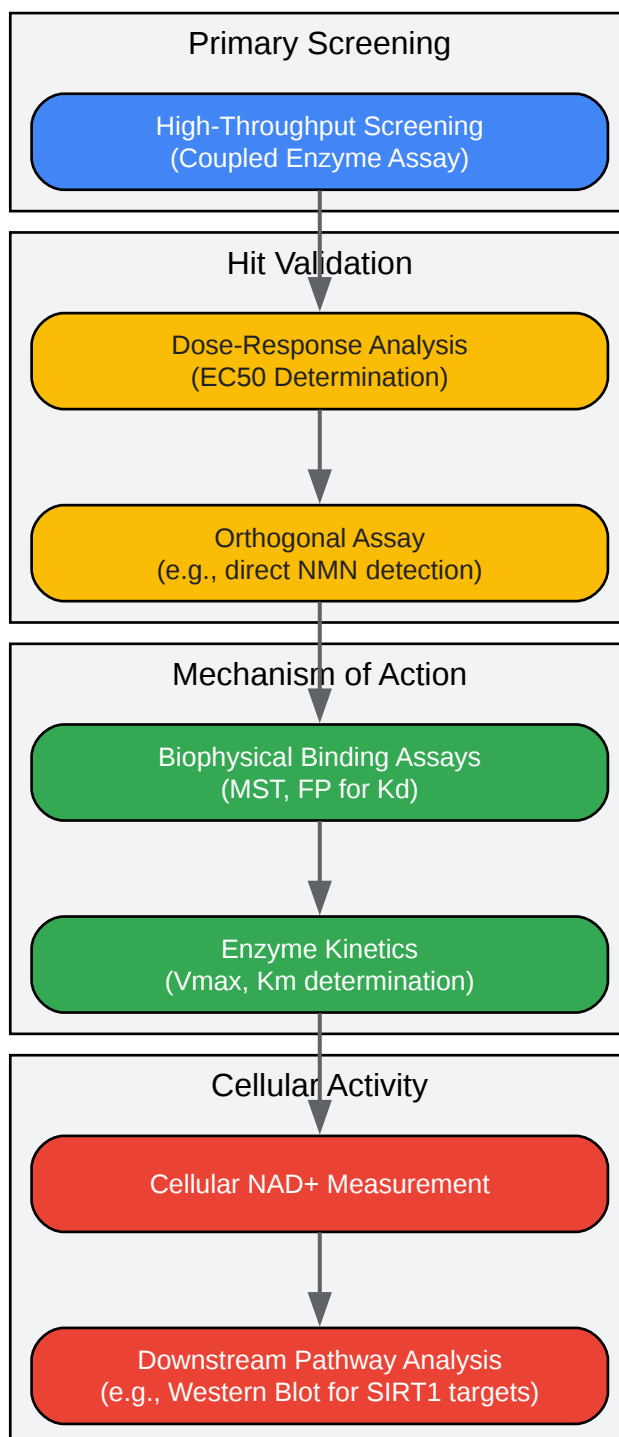 Primary Screening
High-Throughput Screening
(Coupled Enzyme Assay)
Hit Validation
Dose-Response Analysis
(EC50 Determination)
Orthogonal Assay
(e.g., direct NMN detection)
Mechanism of Action
Biophysical Binding Assays
(MST, FP for Kd)
Enzyme Kinetics
(Vmax, Km determination)
Cellular Activity
Cellular NAD+ Measurement
Downstream Pathway Analysis
(e.g., Western Blot for SIRT1 targets)